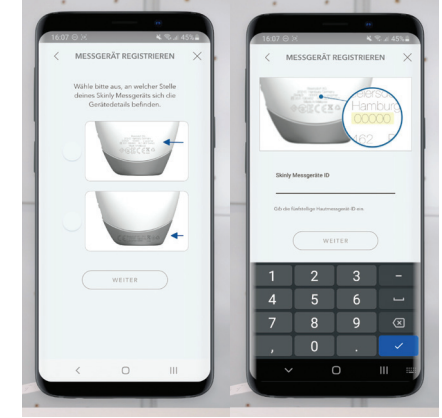 16:07
45%
MESSGERÄT REGISTRIEREN
Wähle bitte aus, an welcher Stelle
deines Skinly Messgeräts sich die
Gerätedetails befinden.
WEITER
16:07
45%
MESSGERÄT REGISTRIEREN
Hamburg
00000
Skinly Messgeräte ID
Gib die fünfstellige Hautmessgerät ID ein.
WEITER
1 2 3 -
4 5 6
7 8 9
, 0 .